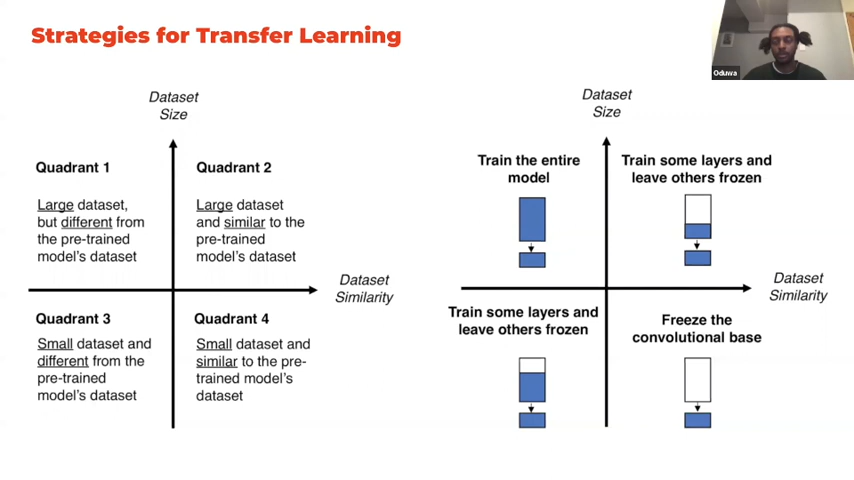 Strategies for Transfer Learning
Oduwa
Dataset
Size
Quadrant 1
Large dataset,
but different from
the pre-trained
model's dataset
Quadrant 2
Large dataset
and similar to the
pre-trained
model's dataset
Dataset
Similarity
Quadrant 3
Small dataset and
different from the
pre-trained
model's dataset
Quadrant 4
Small dataset and
similar to the pre-
trained model's
dataset
Dataset
Size
Train the entire
model
Train some layers and
leave others frozen
Dataset
Similarity
Train some layers and
leave others frozen
Freeze the
convolutional base